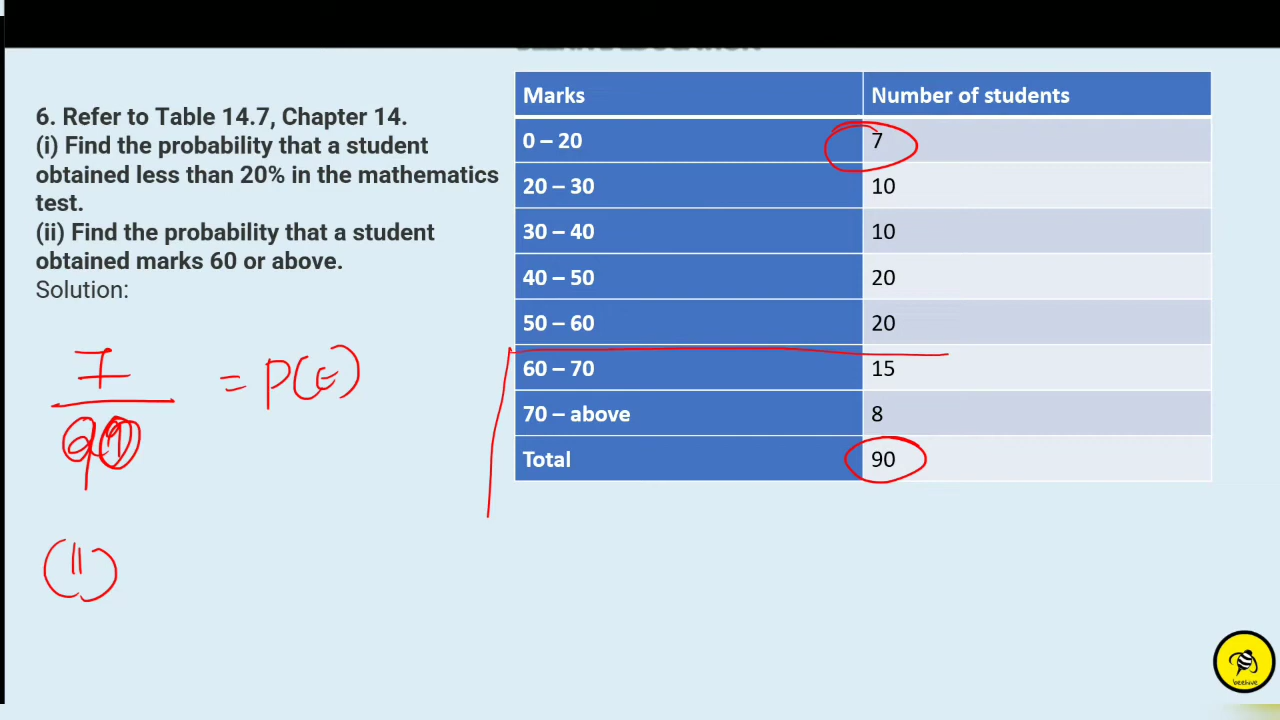 6. Refer to Table 14.7, Chapter 14.
(i) Find the probability that a student
obtained less than 20% in the mathematics
test.
(ii) Find the probability that a student
obtained marks 60 or above.
Solution:
7
90
= P(E)
(II)
Marks Number of students
0 – 20 7
20 – 30 10
30 – 40 10
40 – 50 20
50 – 60 20
60 – 70 15
70 – above 8
Total 90
beehive